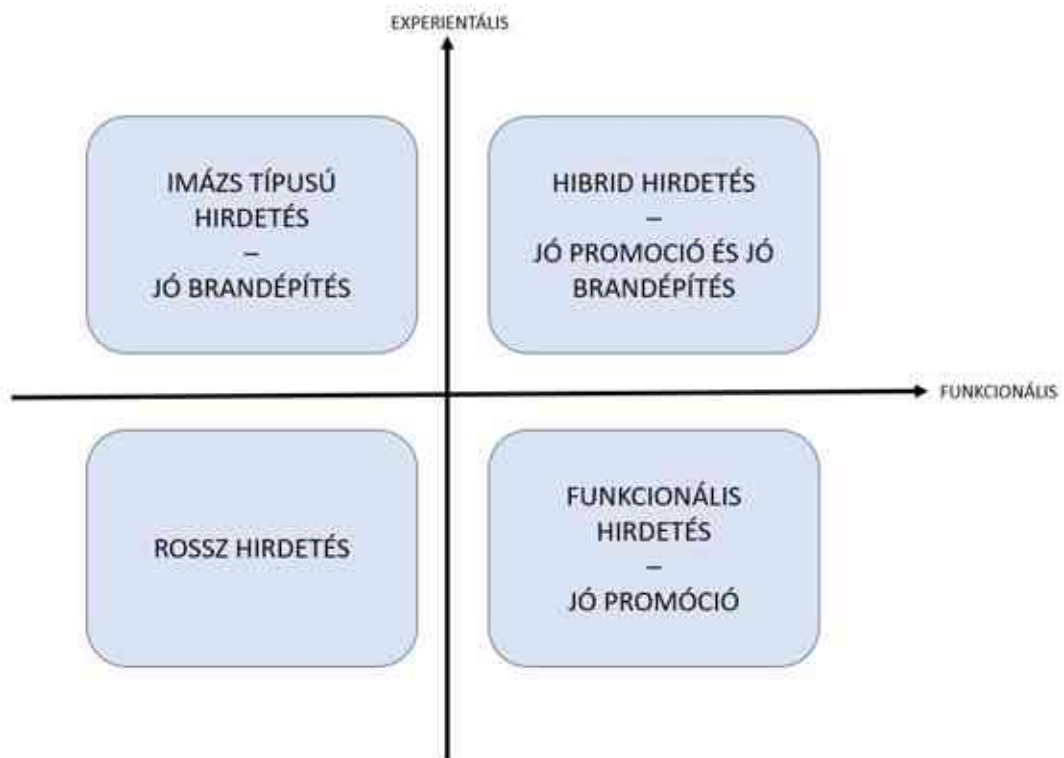 EXPERIENTÁLIS
IMÁZS TÍPUSÚ
HIRDETÉS
–
JÓ BRANDÉPÍTÉS
HIBRID HIRDETÉS
–
JÓ PROMOCIÓ ÉS JÓ
BRANDÉPÍTÉS
FUNKCIONÁLIS
ROSSZ HIRDETÉS
FUNKCIONÁLIS
HIRDETÉS
–
JÓ PROMÓCIÓ